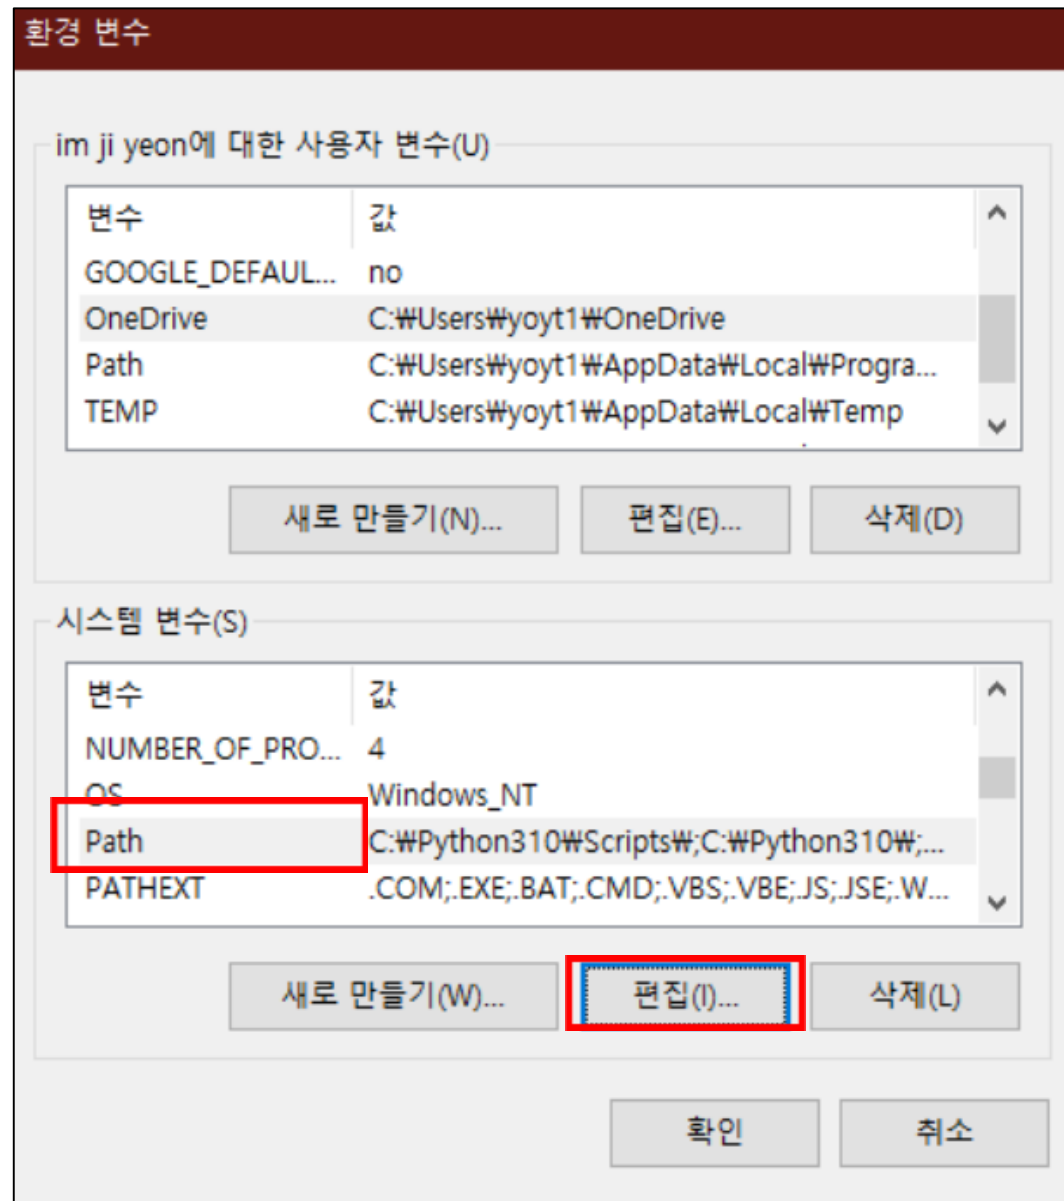 환경 변수
im ji yeon에 대한 사용자 변수(U)
변수 값
GOOGLE_DEFAUL... no
OneDrive C:₩Users₩yoyt1₩OneDrive
Path C:₩Users₩yoyt1₩AppData₩Local₩Progra...
TEMP C:₩Users₩yoyt1₩AppData₩Local₩Temp
새로 만들기(N)... 편집(E)... 삭제(D)
시스템 변수(S)
변수 값
NUMBER_OF_PRO... 4
OS Windows_NT
Path C:₩Python310₩Scripts₩;C:₩Python310₩;...
PATHEXT .COM;.EXE;.BAT;.CMD;.VBS;.VBE;.JS;.JSE;.W...
새로 만들기(W)... 편집(I)... 삭제(L)
확인 취소